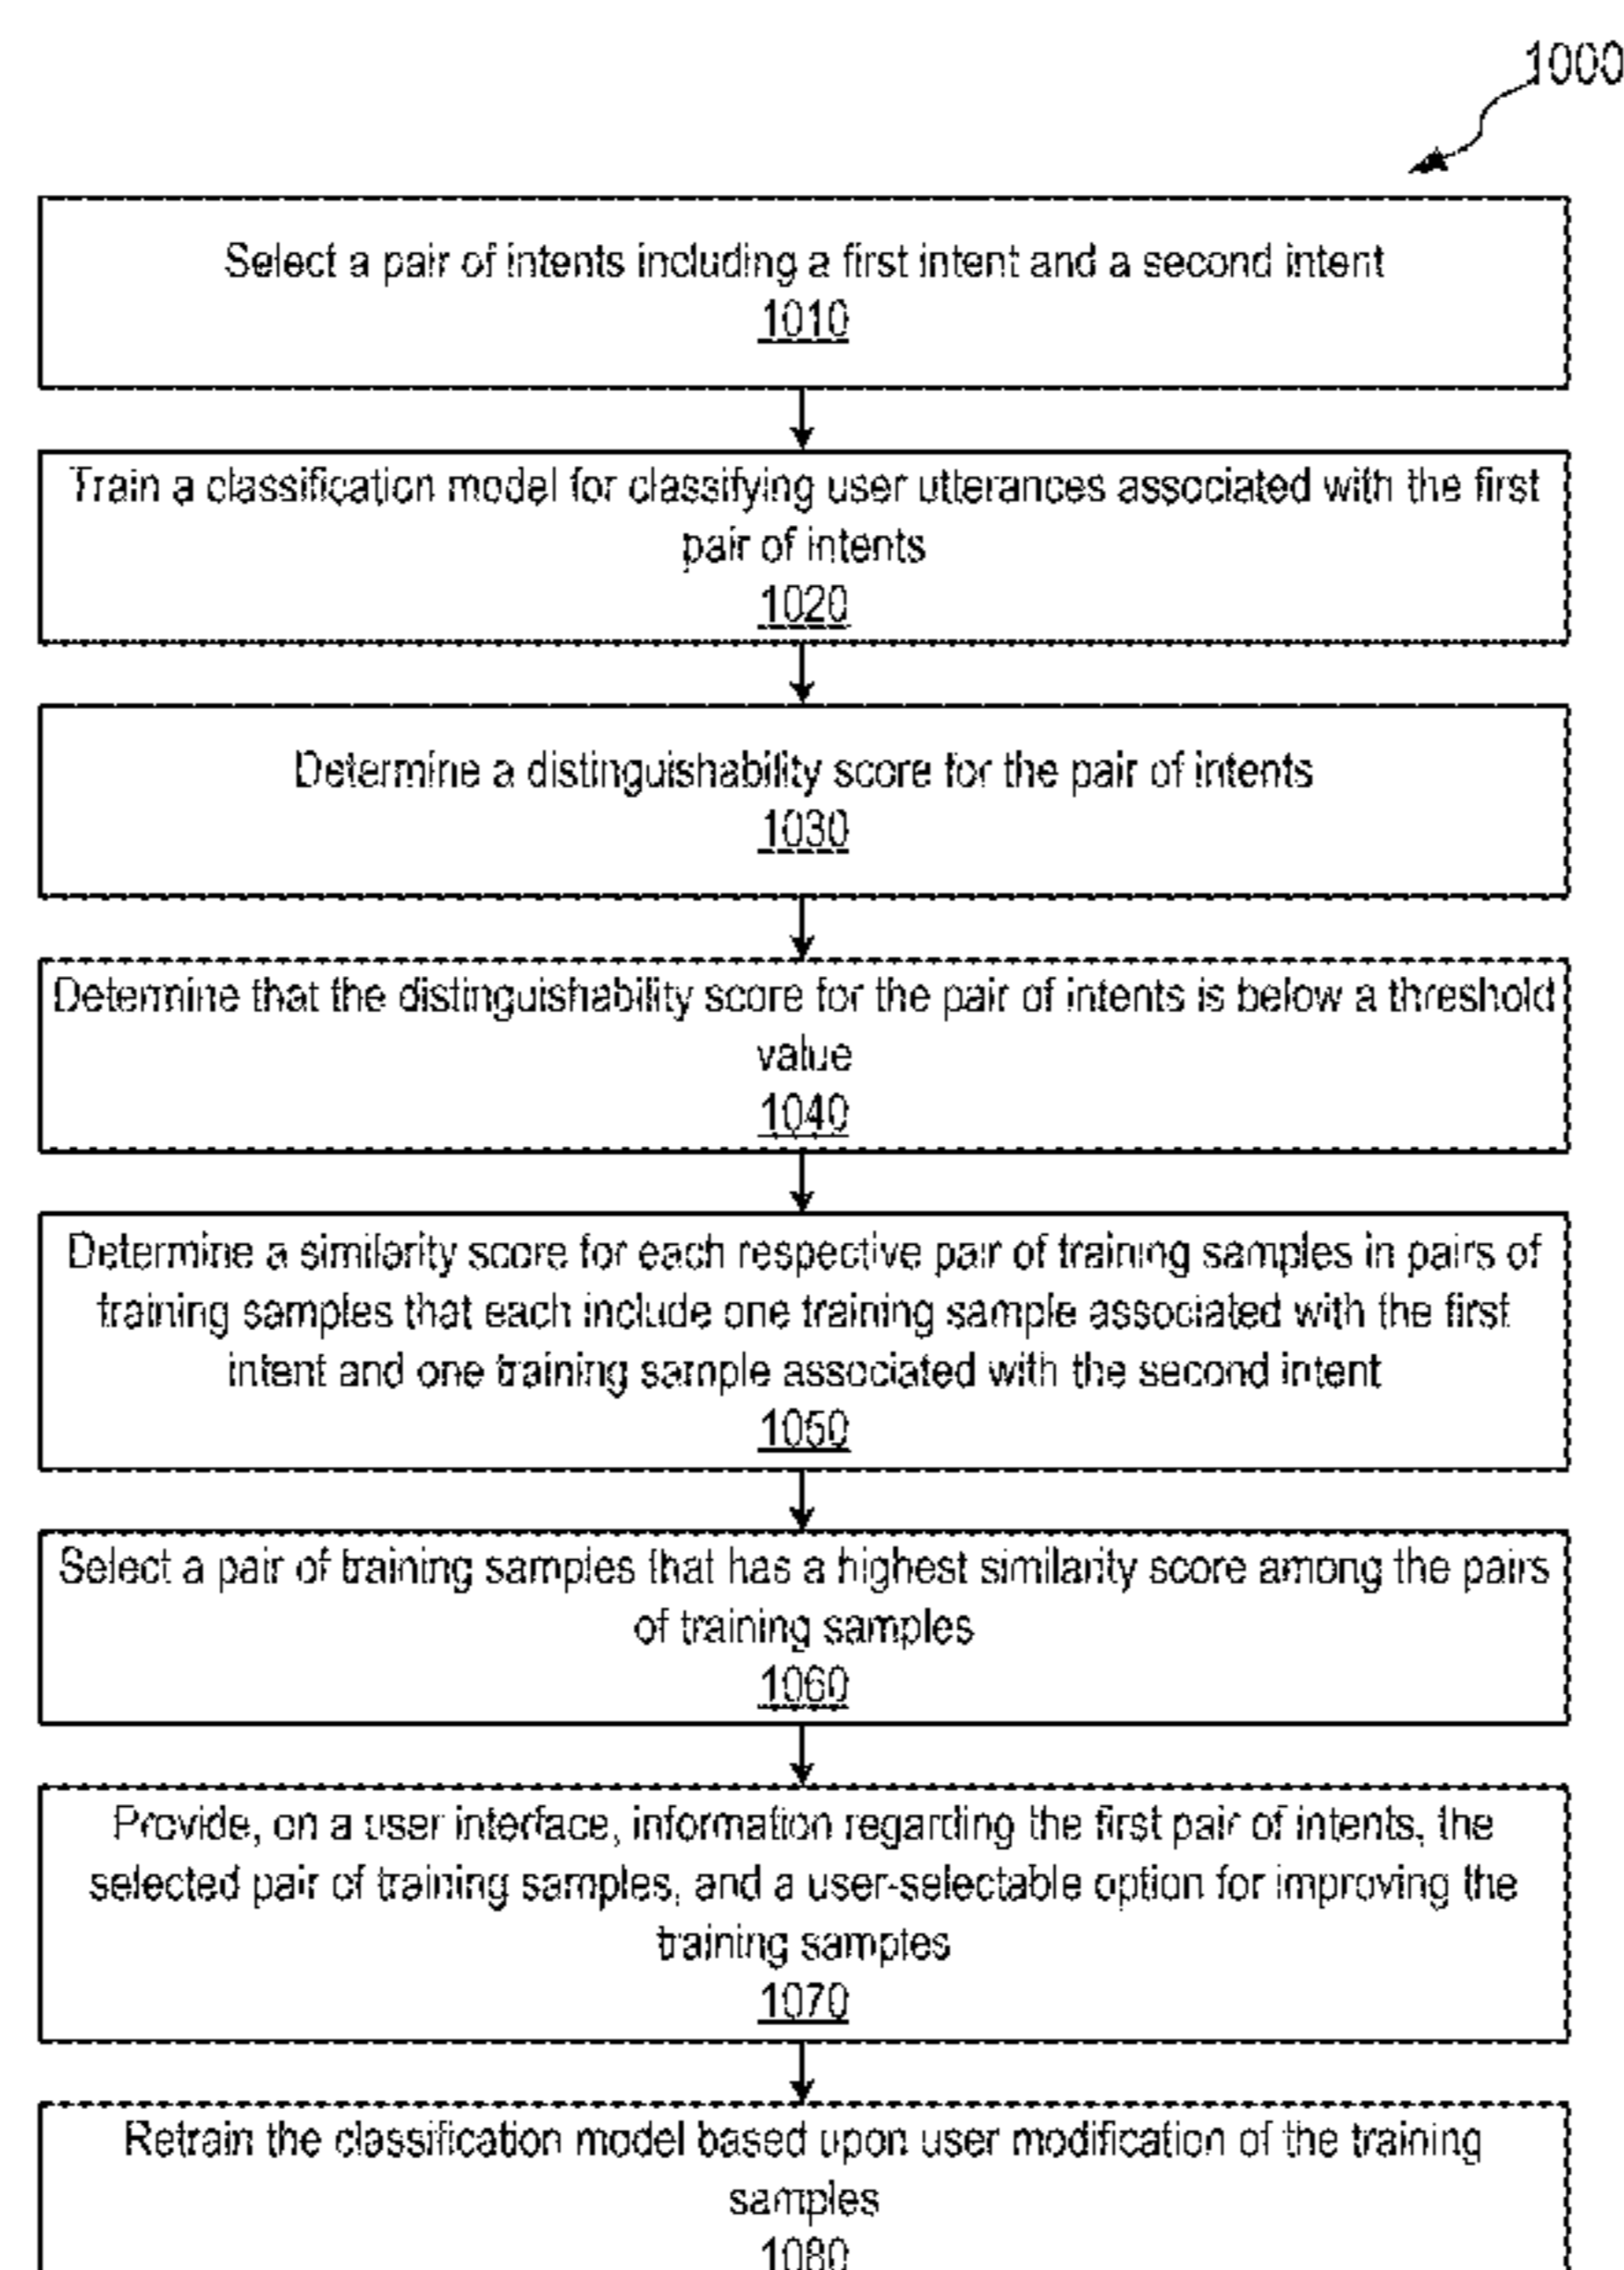 1000
Select a pair of intents including a first intent and a second intent
1010
Train a classification model for classifying user utterances associated with the first
pair of intents
1020
Determine a distinguishability score for the pair of intents
1030
Determine that the distinguishability score for the pair of intents is below a threshold
value
1040
Determine a similarity score for each respective pair of training samples in pairs of
training samples that each include one training sample associated with the first
intent and one training sample associated with the second intent
1050
Select a pair of training samples that has a highest similarity score among the pairs
of training samples
1060
Provide, on a user interface, information regarding the first pair of intents, the
selected pair of training samples, and a user-selectable option for improving the
training samples
1070
Retrain the classification model based upon user modification of the training
samples
1080